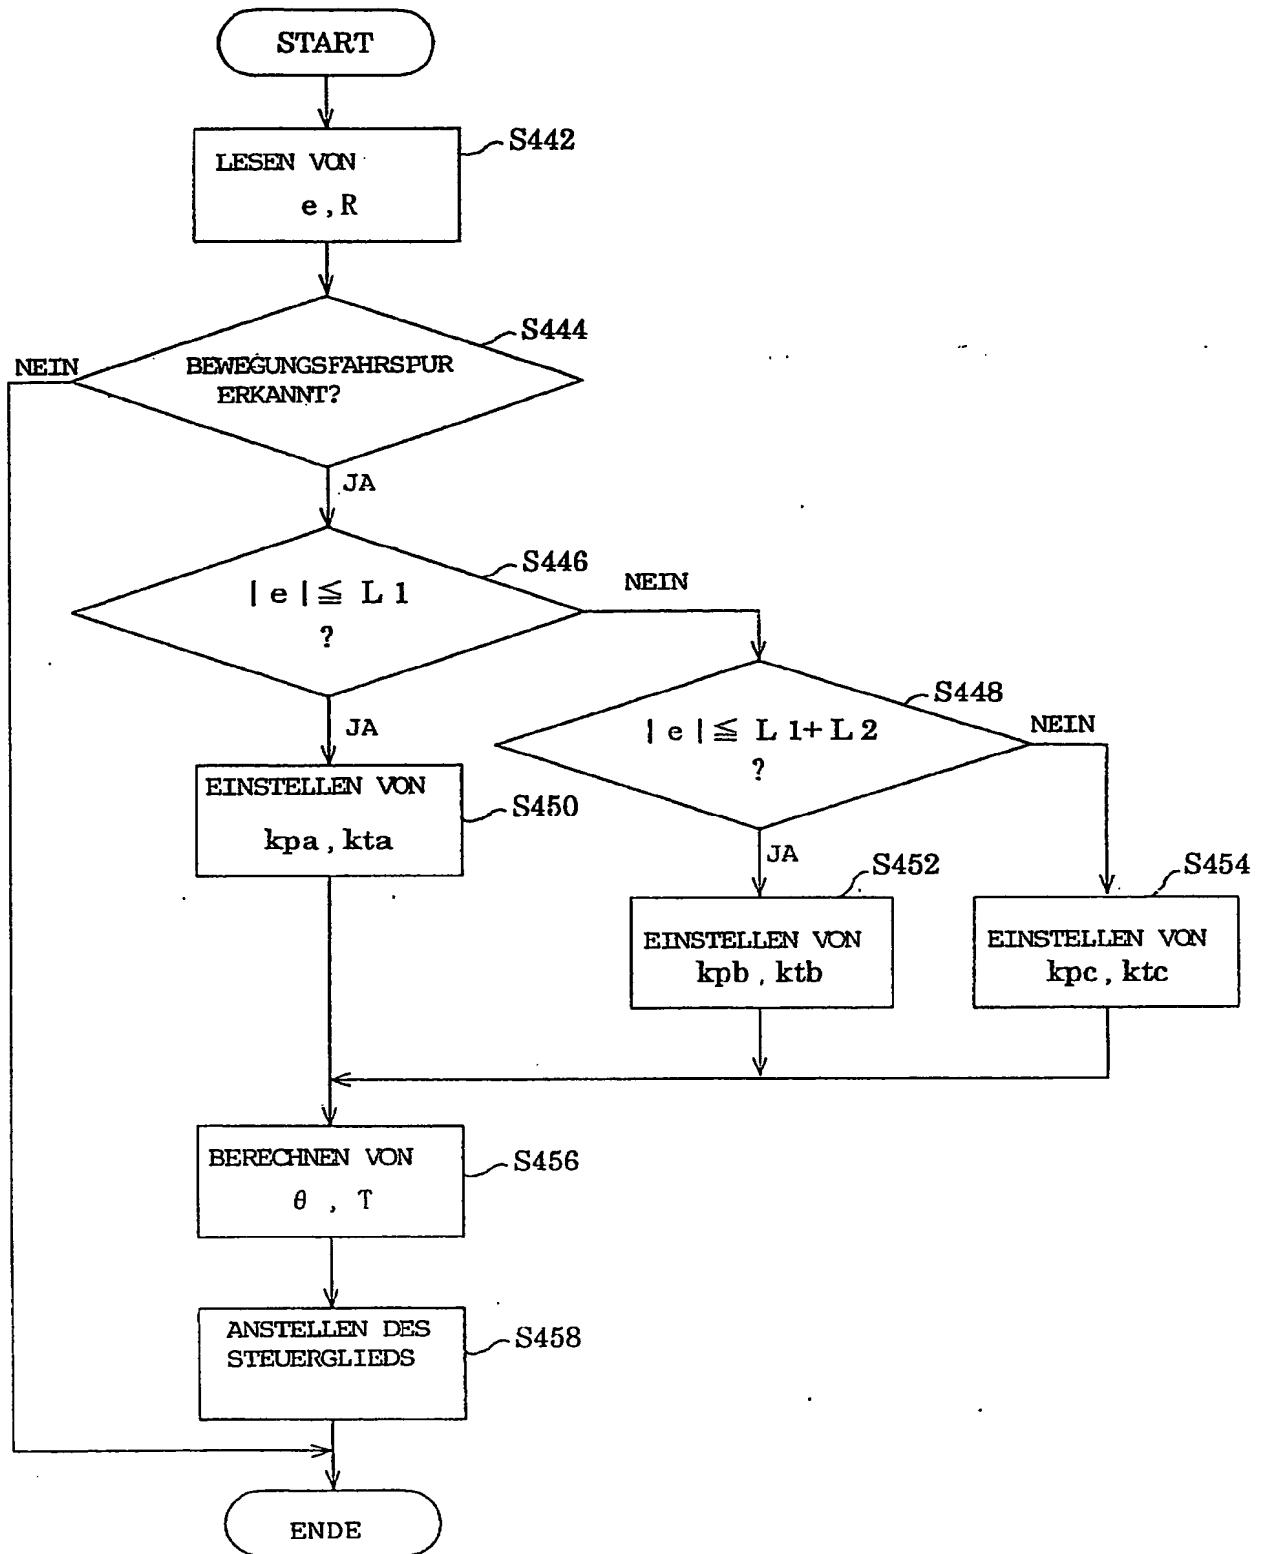 START
S442
LESEN VON
e, R
S444
NEIN
BEWEGUNGSFAHRSPUR
ERKANNT?
JA
S446
NEIN
| e | ≦ L 1
?
S448
JA
NEIN
| e | ≦ L 1+ L 2
?
EINSTELLEN VON
kpa, kta
S450
JA
S452
S454
EINSTELLEN VON
kpb, ktb
EINSTELLEN VON
kpc, ktc
BERECHNEN VON
θ , T
S456
ANSTELLEN DES
STEUERGLIEDS
S458
ENDE